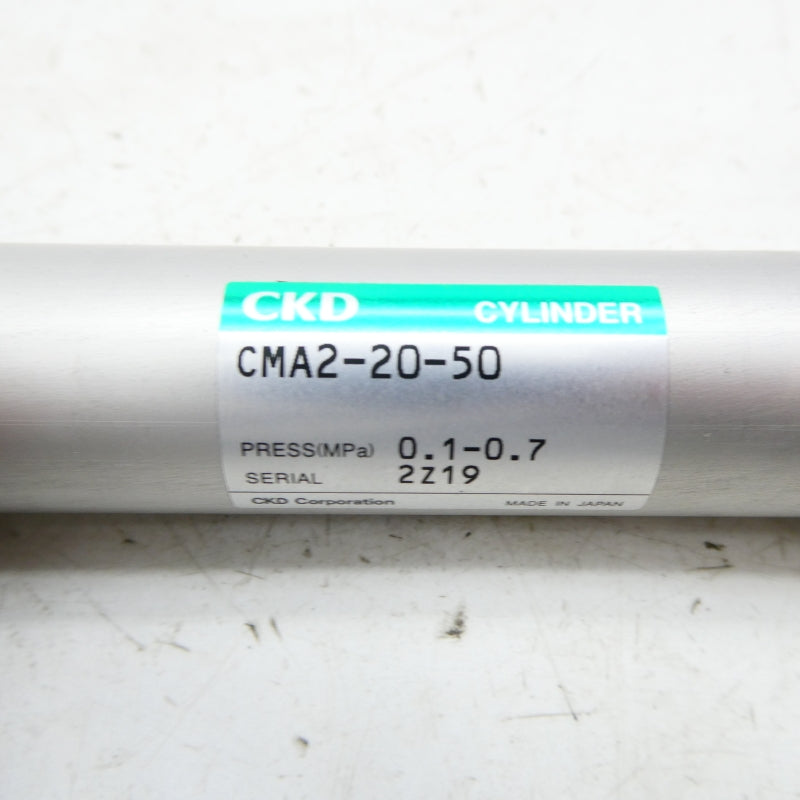 CKD CYLINDER
CMA2-20-50
PRESS(MPa) 0.1-0.7
SERIAL 2Z19
CKD Corporation MADE IN JAPAN